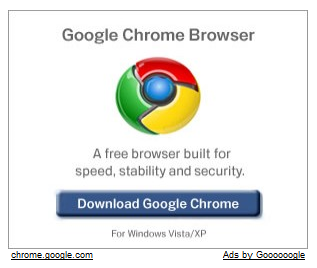 Google Chrome Browser
A free browser built for
speed, stability and security.
Download Google Chrome
For Windows Vista/XP
chrome.google.com Ads by Goooooogle